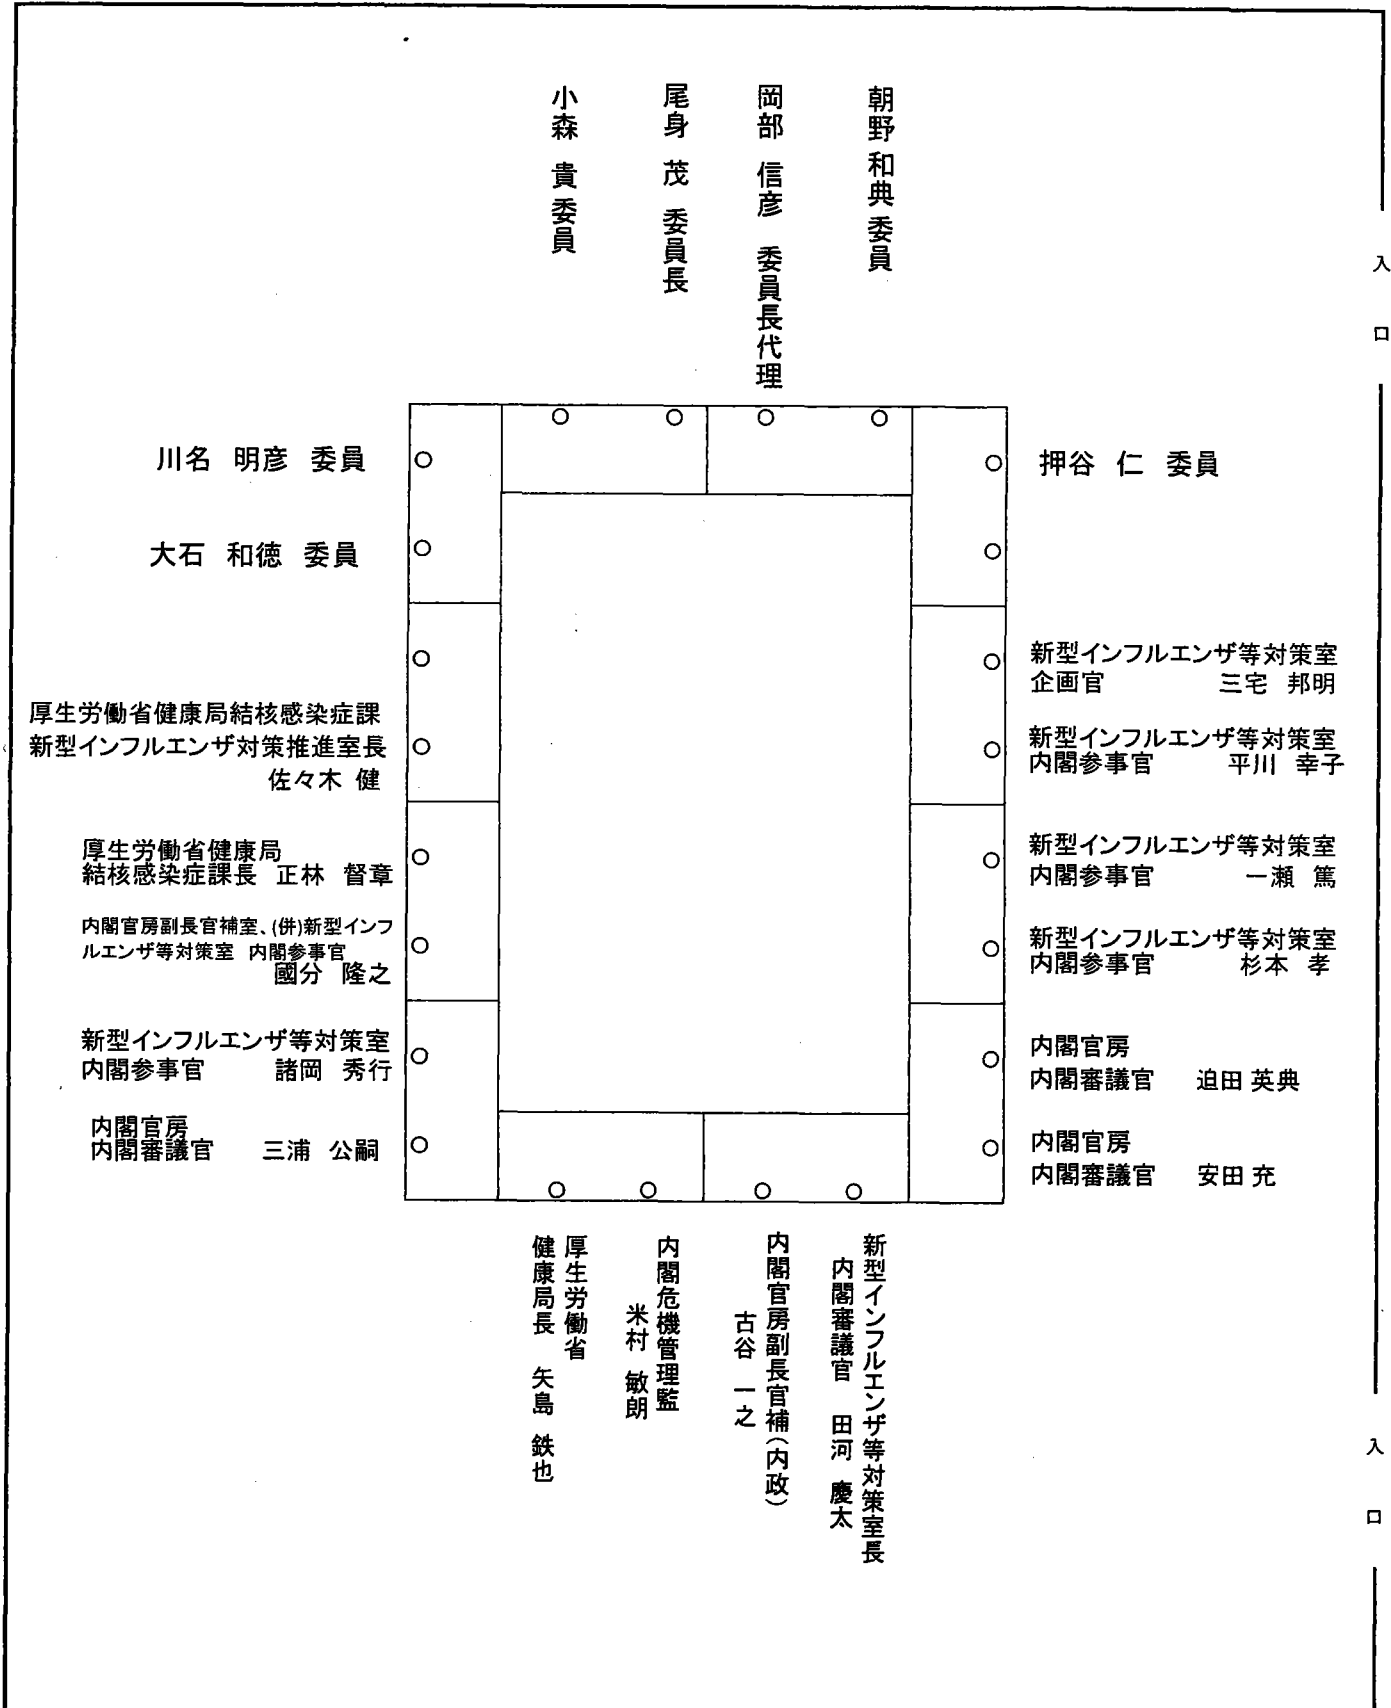 小森 貴 委員
尾身 茂 委員長
岡部 信彦 委員長代理
朝野 和典 委員
入口
川名 明彦 委員
押谷 仁 委員
大石 和徳 委員
新型インフルエンザ等対策室
企画官 三宅 邦明
厚生労働省健康局結核感染症課
新型インフルエンザ対策推進室長
佐々木 健
新型インフルエンザ等対策室
内閣参事官 平川 幸子
厚生労働省健康局
結核感染症課長 正林 督章
新型インフルエンザ等対策室
内閣参事官 一瀬 篤
内閣官房副長官補室、(併)新型インフ
ルエンザ等対策室 内閣参事官
國分 隆之
新型インフルエンザ等対策室
内閣参事官 杉本 孝
新型インフルエンザ等対策室
内閣参事官 諸岡 秀行
内閣官房
内閣審議官 迫田 英典
内閣官房
内閣審議官 三浦 公嗣
内閣官房
内閣審議官 安田 充
厚生労働省
健康局長 矢島 鉄也
内閣危機管理監
米村 敏朗
内閣官房副長官補(内政)
古谷 一之
新型インフルエンザ等対策室長
内閣審議官 田河 慶太
入口